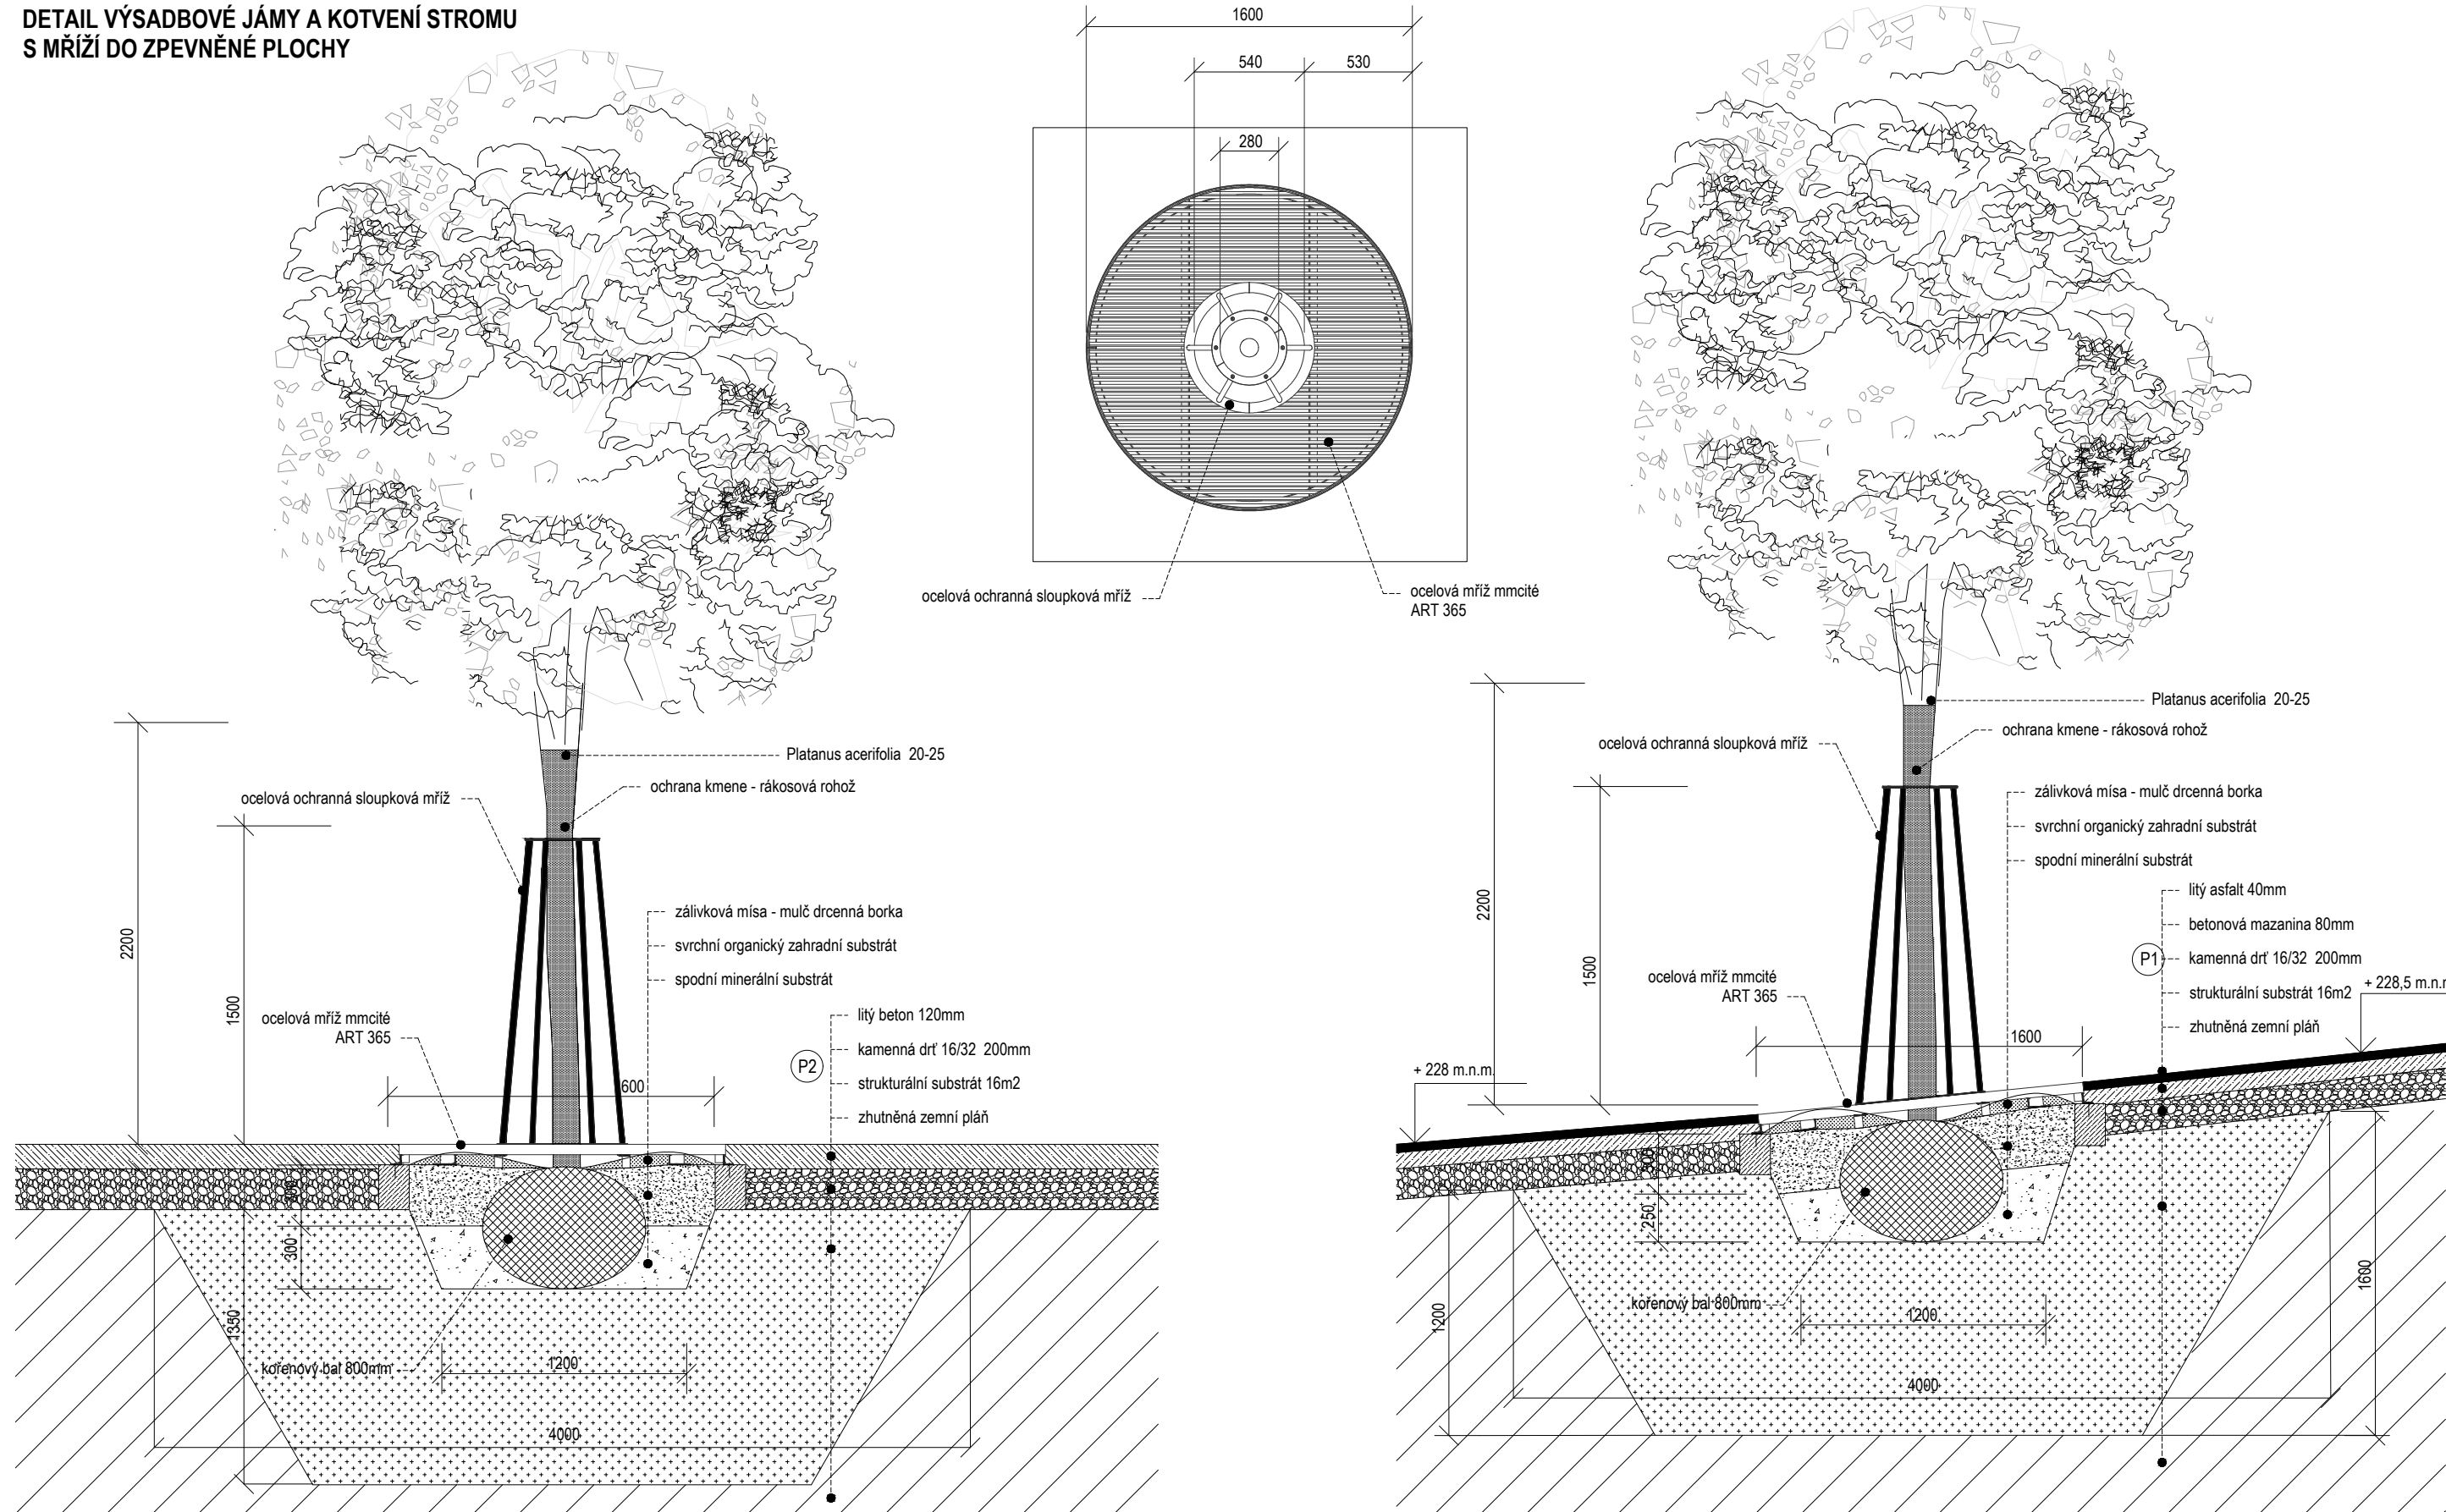 DETAIL VÝSADBOVÉ JÁMY A KOTVENÍ STROMU
S MŘÍŽÍ DO ZPEVNĚNÉ PLOCHY
1600
540
530
280
ocelová ochranná sloupková mříž
ocelová mříž mmcité
ART 365
Platanus acerifolia 20-25
ochrana kmene - rákosová rohož
ocelová ochranná sloupková mříž
2200
1500
zálivková mísa - mulč drcenná borka
svrchní organický zahradní substrát
spodní minerální substrát
ocelová mříž mmcité
ART 365
litý beton 120mm
kamenná drť 16/32 200mm
P2
strukturální substrát 16m2
zhutněná zemní pláň
600
300
1350
kořenový bal 800mm
1200
4000
Platanus acerifolia 20-25
ochrana kmene - rákosová rohož
ocelová ochranná sloupková mříž
zálivková mísa - mulč drcenná borka
svrchní organický zahradní substrát
spodní minerální substrát
2200
1500
litý asfalt 40mm
betonová mazanina 80mm
P1
kamenná drť 16/32 200mm
strukturální substrát 16m2
zhutněná zemní pláň
ocelová mříž mmcité
ART 365
+ 228,5 m.n.m
1600
+ 228 m.n.m.
300
250
kořenový bal 800mm
1200
1200
1600
4000